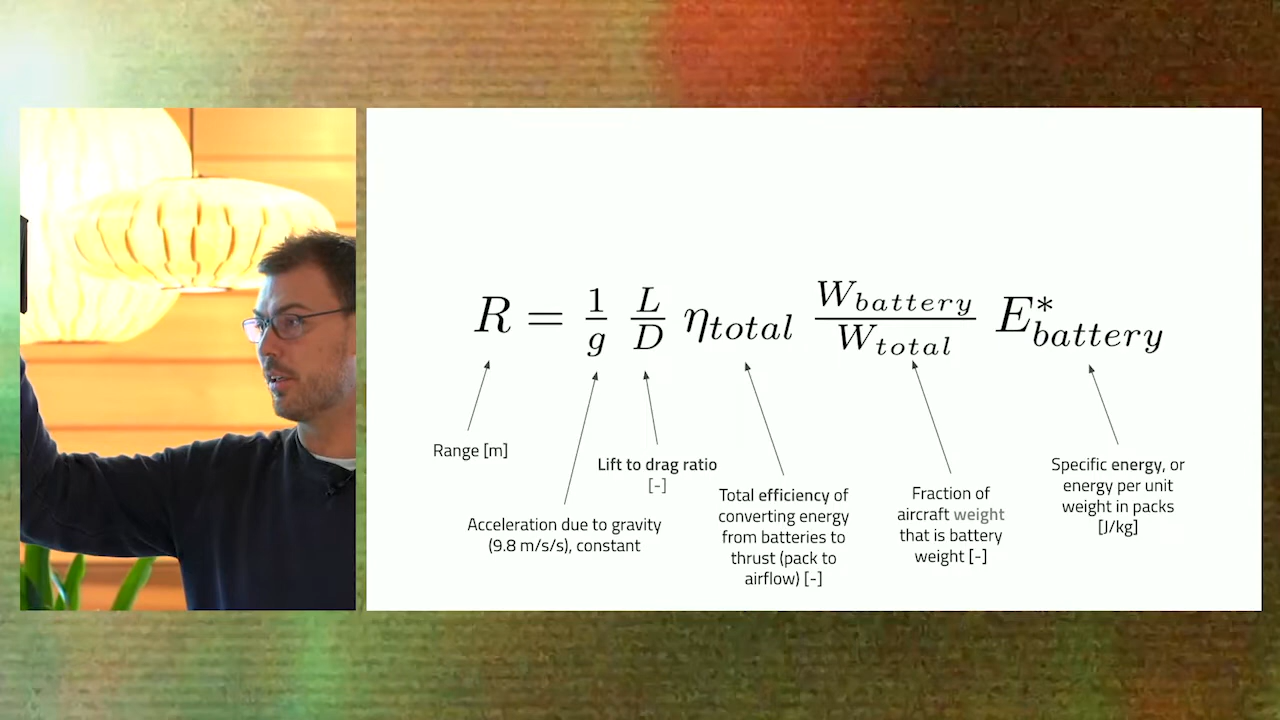 R = 1/g L/D η_total W_battery/W_total E*_battery
Range [m]
Acceleration due to gravity
(9.8 m/s/s), constant
Lift to drag ratio
[-]
Total efficiency of
converting energy
from batteries to
thrust (pack to
airflow) [-]
Fraction of
aircraft weight
that is battery
weight [-]
Specific energy, or
energy per unit
weight in packs
[J/kg]